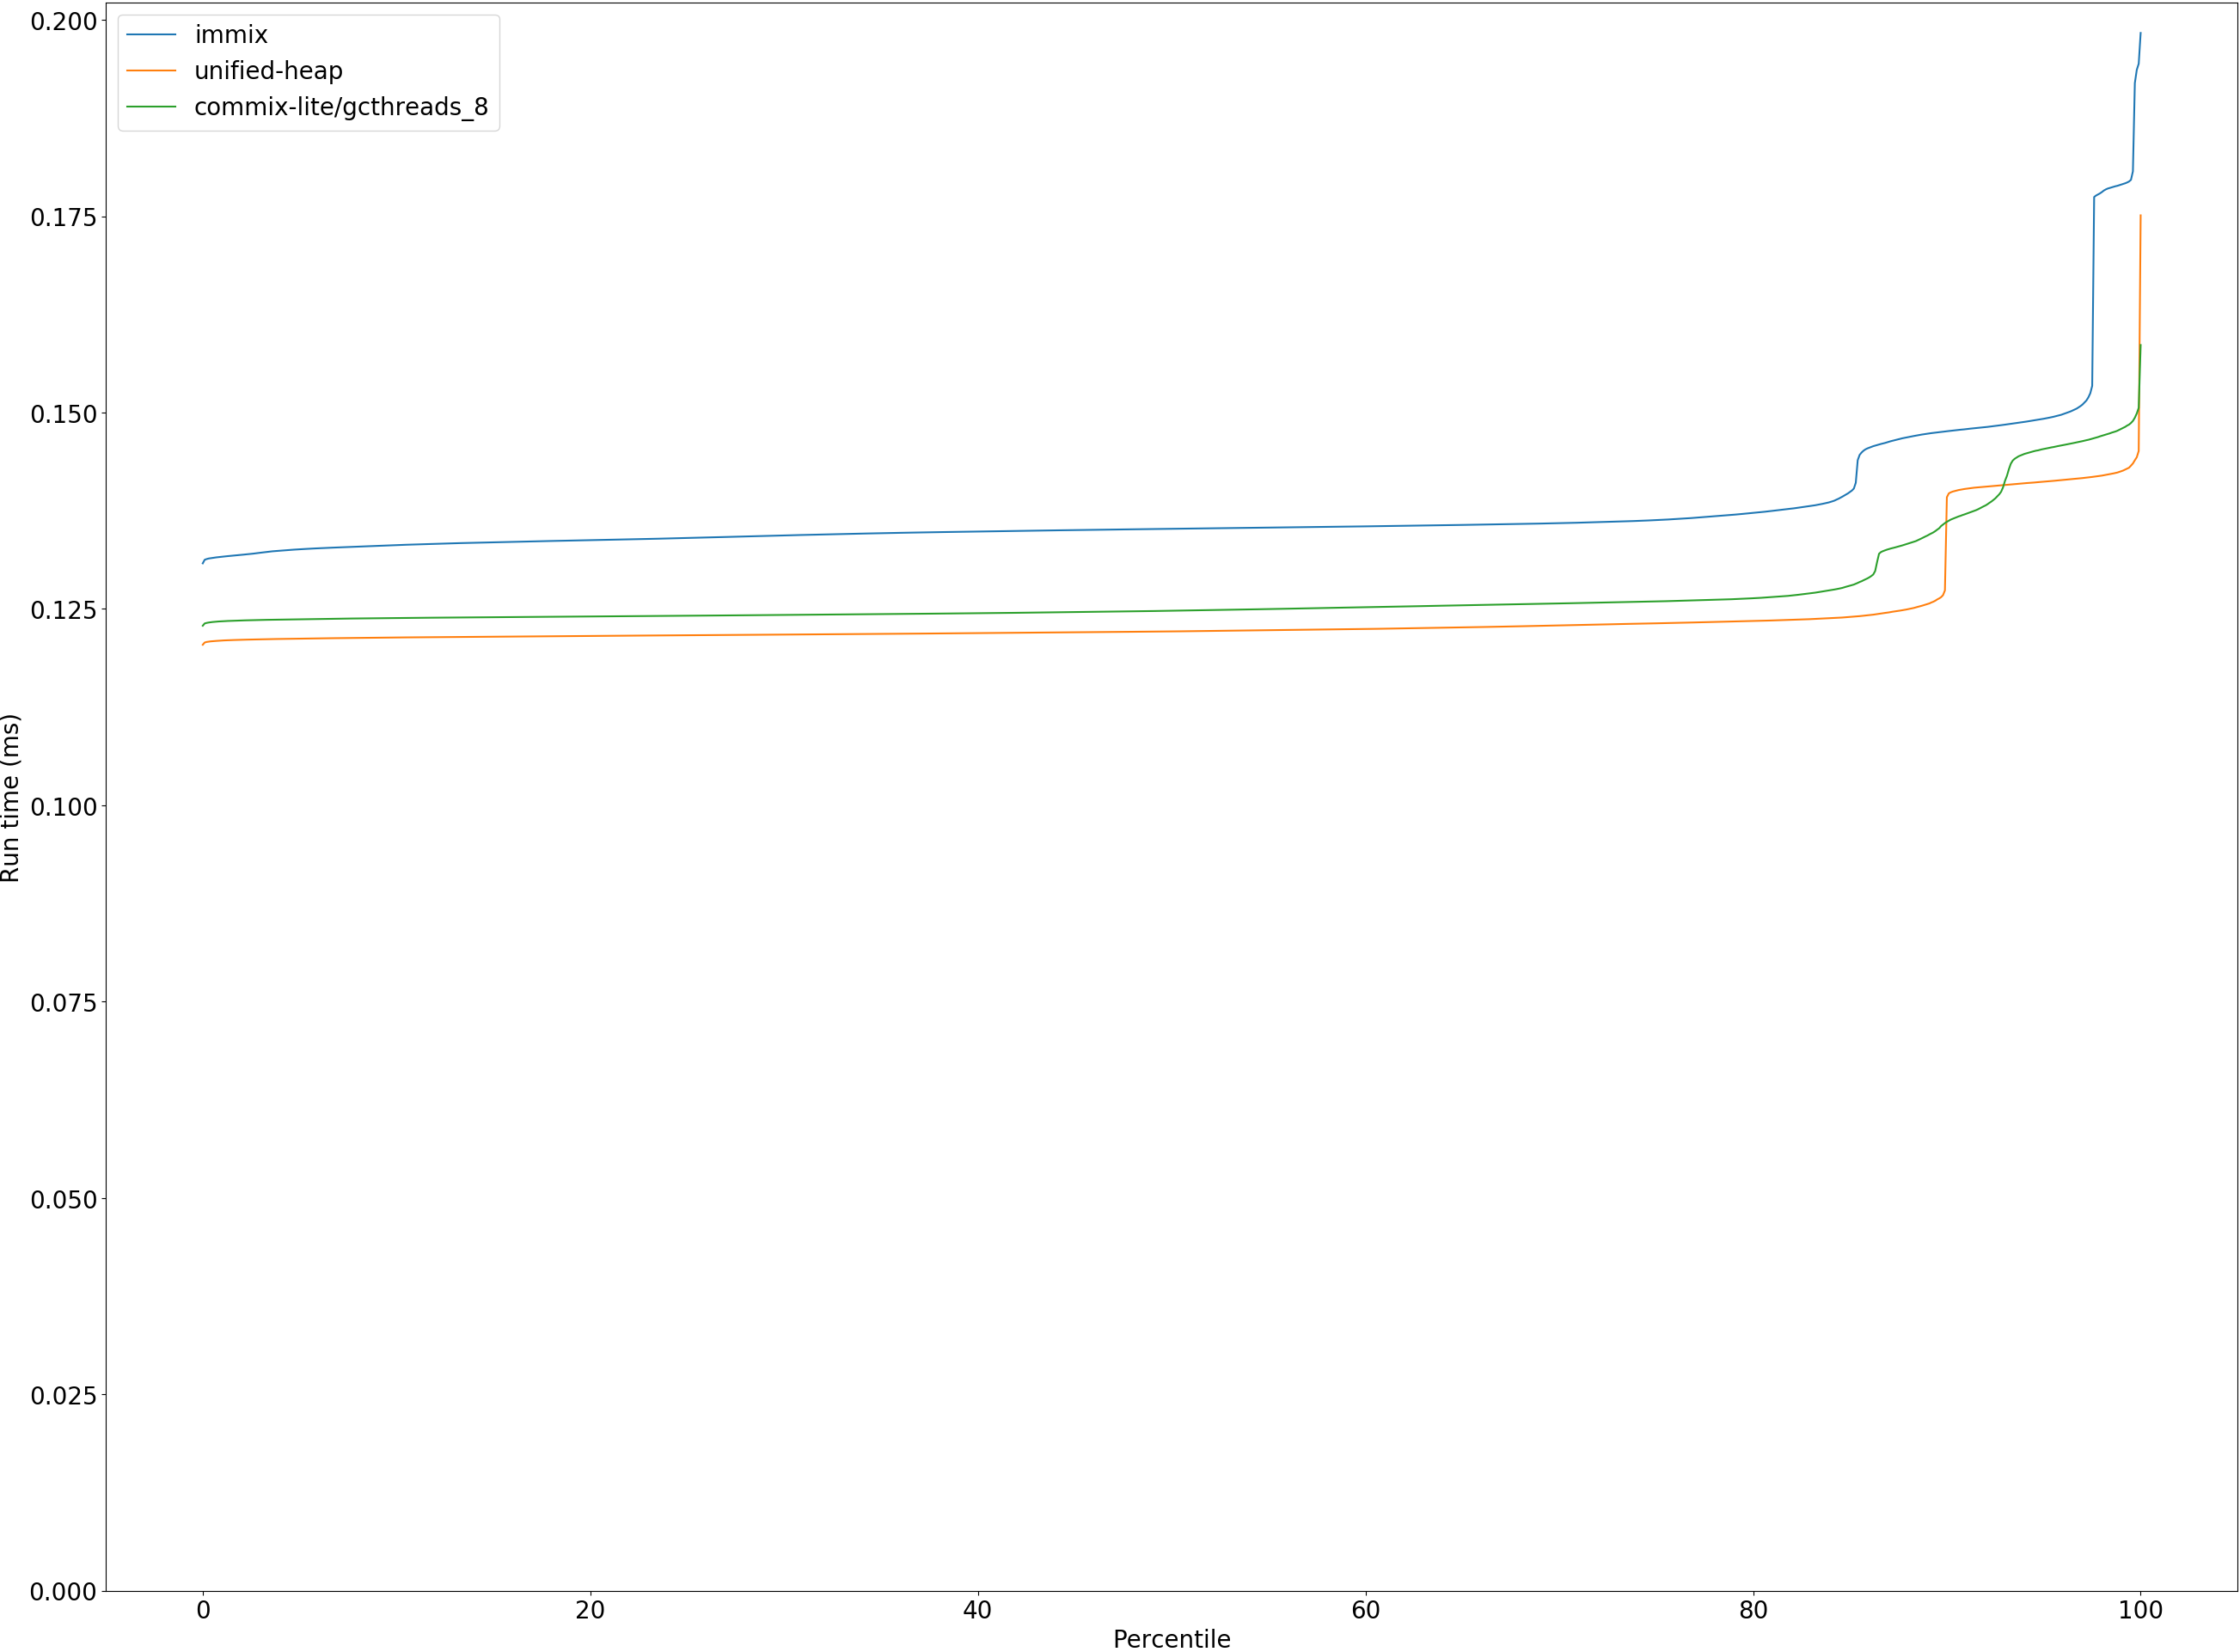 immix
unified-heap
commix-lite/gcthreads_8
0.200
0.175
0.150
0.125
0.100
0.075
0.050
0.025
0.000
Run time (ms)
0 20 40 60 80 100
Percentile